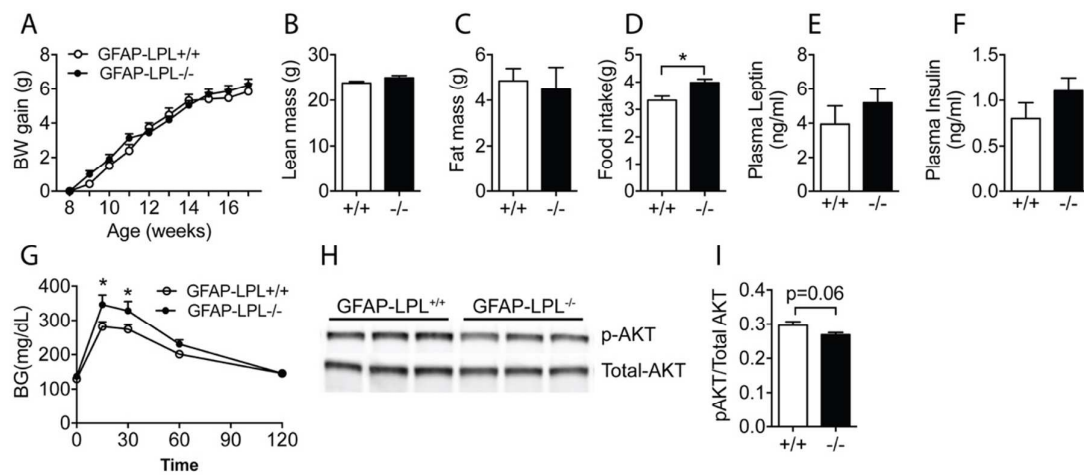 A
GFAP-LPL+/+
GFAP-LPL-/-
BW gain (g)
8
6
4
2
0
8 10 12 14 16
Age (weeks)
B
Lean mass (g)
30
20
10
0
+/+ -/-
C
Fat mass (g)
6
4
2
0
+/+ -/-
D
Food intake(g)
5
4
3
2
1
0
*
+/+ -/-
E
Plasma Leptin
(ng/ml)
8
6
4
2
0
+/+ -/-
F
Plasma Insulin
(ng/ml)
1.5
1.0
0.5
0.0
+/+ -/-
G
BG(mg/dL)
400
300
200
100
0
* *
GFAP-LPL+/+
GFAP-LPL-/-
0 30 60 90 120
Time
H
GFAP-LPL+/+ GFAP-LPL-/-
p-AKT
Total-AKT
I
pAKT/Total AKT
0.4
0.3
0.2
0.1
0.0
p=0.06
+/+ -/-